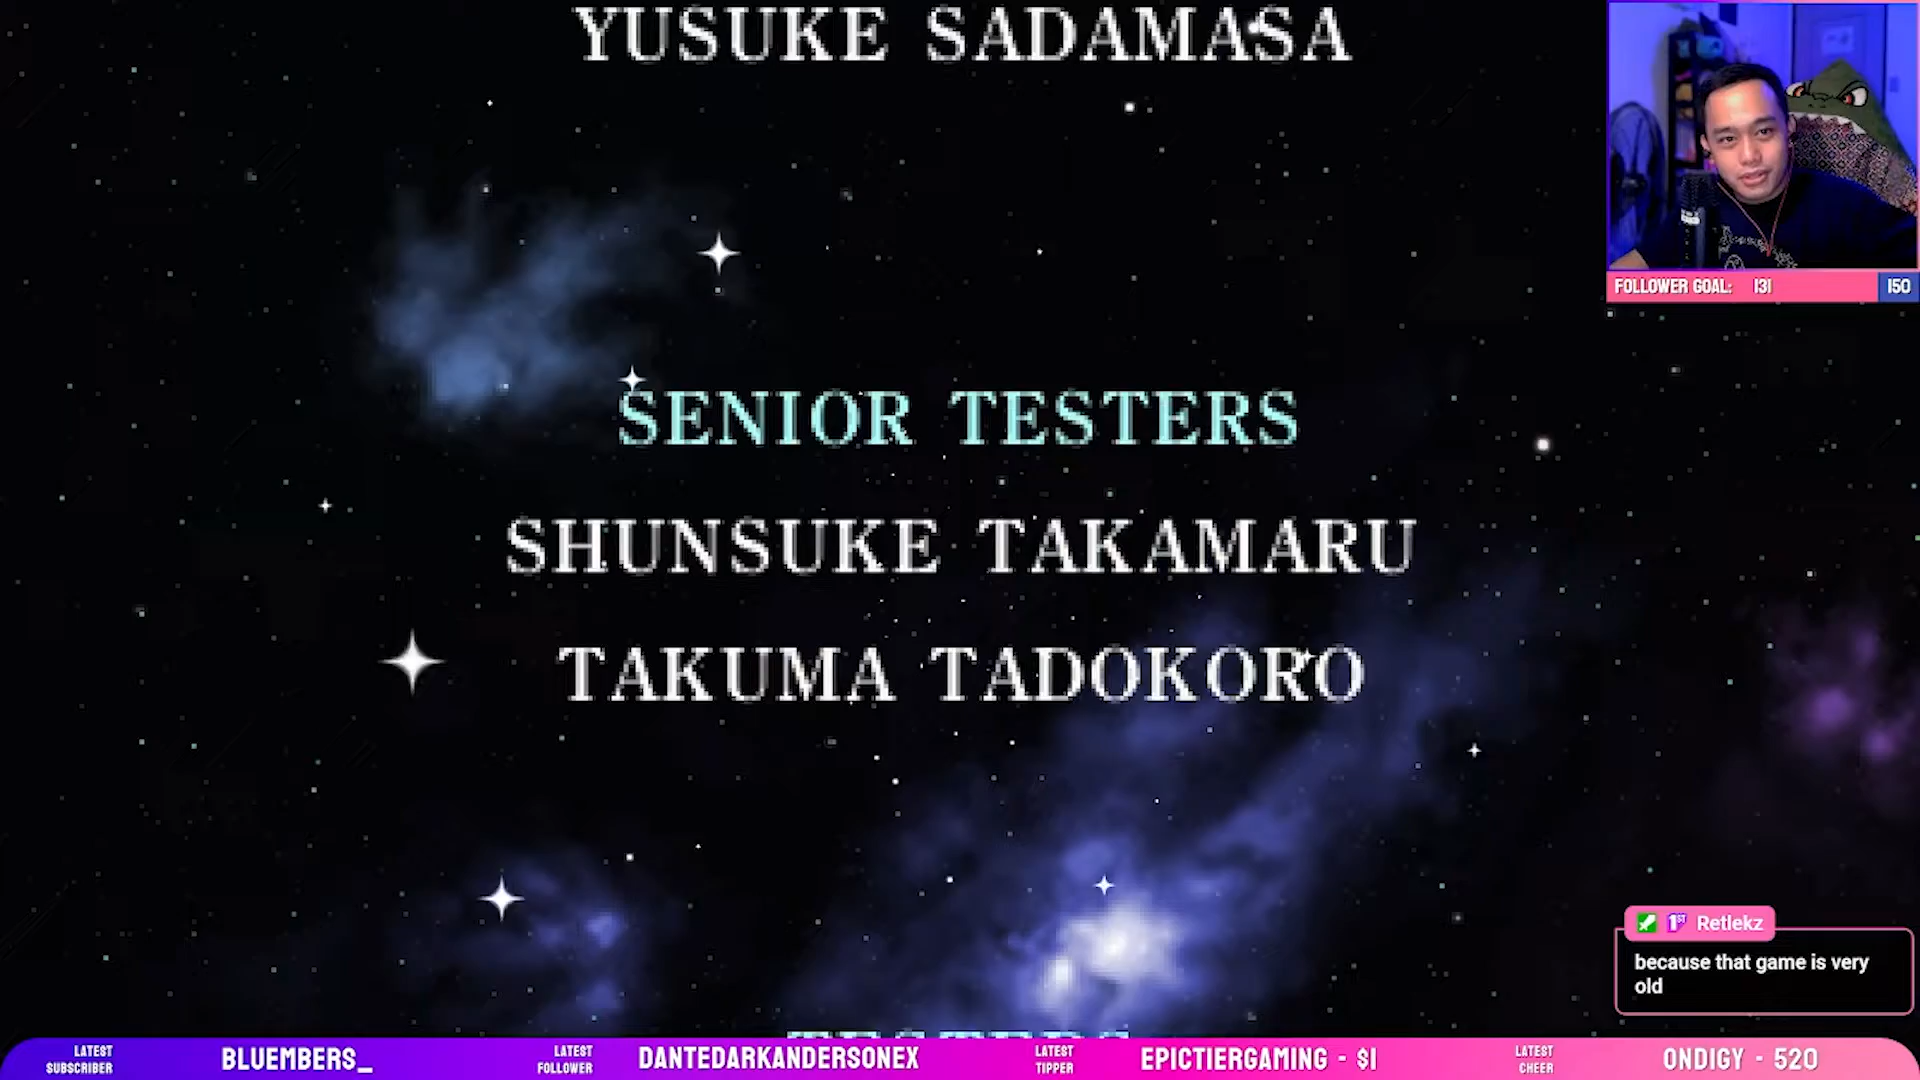 YUSUKE SADAMASA
FOLLOWER GOAL: 131 150
SENIOR TESTERS
SHUNSUKE TAKAMARU
TAKUMA TADOKORO
1ST Retlekz
because that game is very
old
LATEST SUBSCRIBER BLUEMBERS_ LATEST FOLLOWER DANTEDARKANDERSONEX LATEST TIPPER EPICTIERGAMING - $1 LATEST CHEER ONDIGY - 520